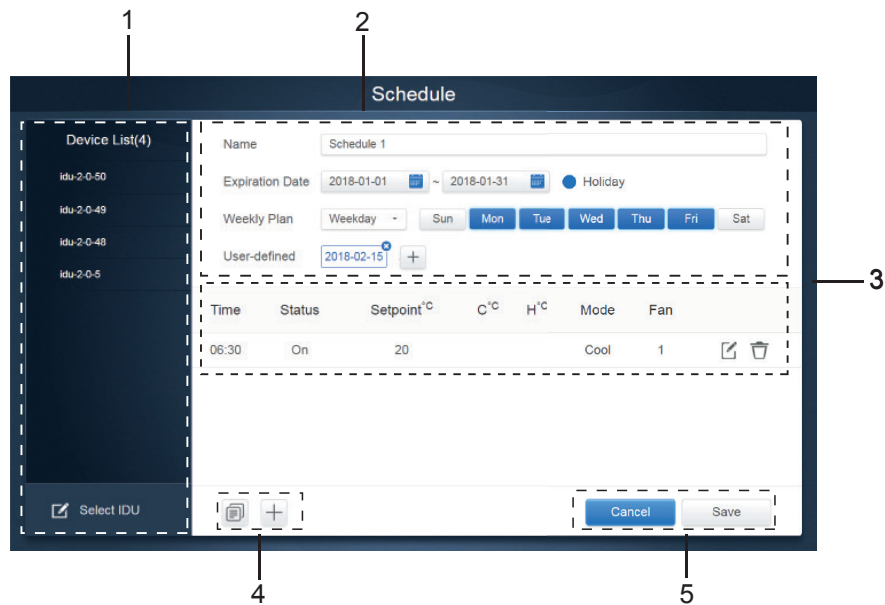 1
2
Schedule
Device List(4)
idu-2-0-50
idu-2-0-49
idu-2-0-48
idu-2-0-5
Select IDU
Name Schedule 1
Expiration Date 2018-01-01 ~ 2018-01-31 Holiday
Weekly Plan Weekday Sun Mon Tue Wed Thu Fri Sat
User-defined 2018-02-15 +
3
Time Status Setpoint°C C°C H°C Mode Fan
06:30 On 20 Cool 1
+
Cancel Save
4
5